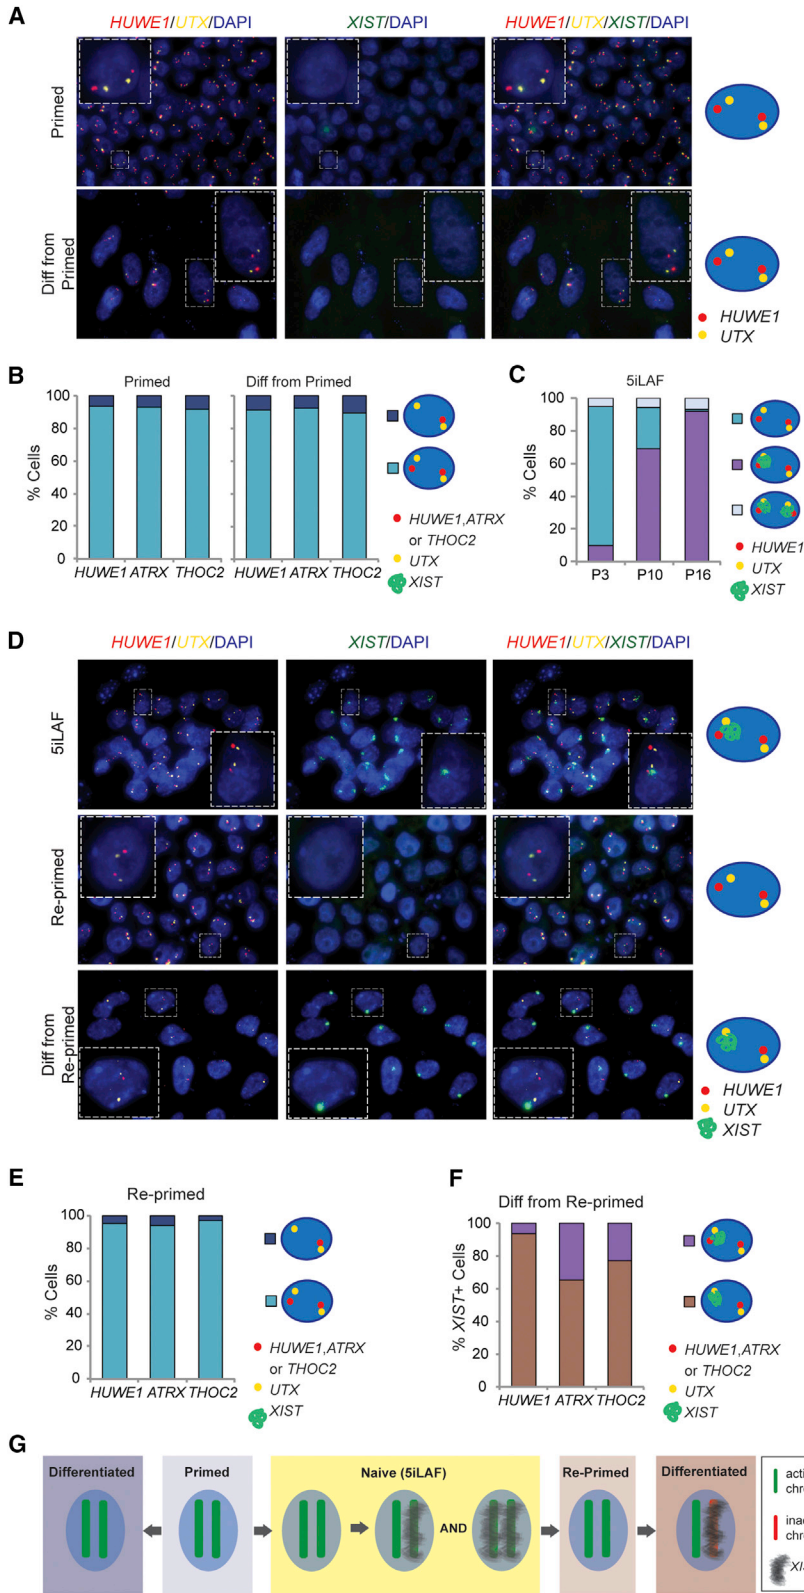 A
HUWE1/UTX/DAPI
XIST/DAPI
HUWE1/UTX/XIST/DAPI
Primed
Diff from
Primed
HUWE1
UTX
B
Primed
Diff from Primed
% Cells
100
80
60
40
20
0
HUWE1 ATRX THOC2
HUWE1 ATRX THOC2
HUWE1,ATRX
or THOC2
UTX
XIST
C
5iLAF
% Cells
100
80
60
40
20
0
P3 P10 P16
HUWE1
UTX
XIST
D
HUWE1/UTX/DAPI
XIST/DAPI
HUWE1/UTX/XIST/DAPI
5iLAF
Re-primed
Diff from
Re-primed
HUWE1
UTX
XIST
E
Re-primed
% Cells
100
80
60
40
20
0
HUWE1 ATRX THOC2
HUWE1,ATRX
or THOC2
UTX
XIST
F
Diff from Re-primed
% XIST+ Cells
100
80
60
40
20
0
HUWE1 ATRX THOC2
HUWE1,ATRX
or THOC2
UTX
XIST
G
Differentiated
Primed
Naive (5iLAF)
AND
Re-Primed
Differentiated